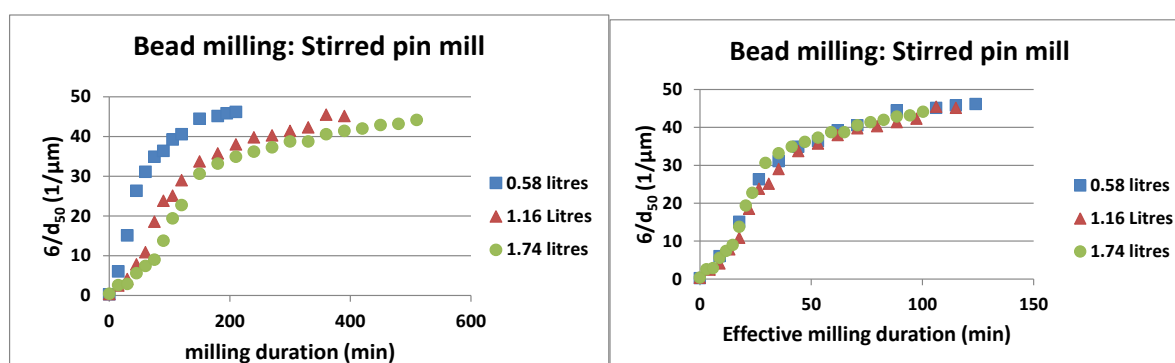 Bead milling: Stirred pin mill
6/d50 (1/µm)
50
40
30
20
10
0
0 200 400 600
milling duration (min)
0.58 litres
1.16 Litres
1.74 litres
Bead milling: Stirred pin mill
6/d50 (1/µm)
50
40
30
20
10
0
0 50 100 150
Effective milling duration (min)
0.58 litres
1.16 Litres
1.74 litres